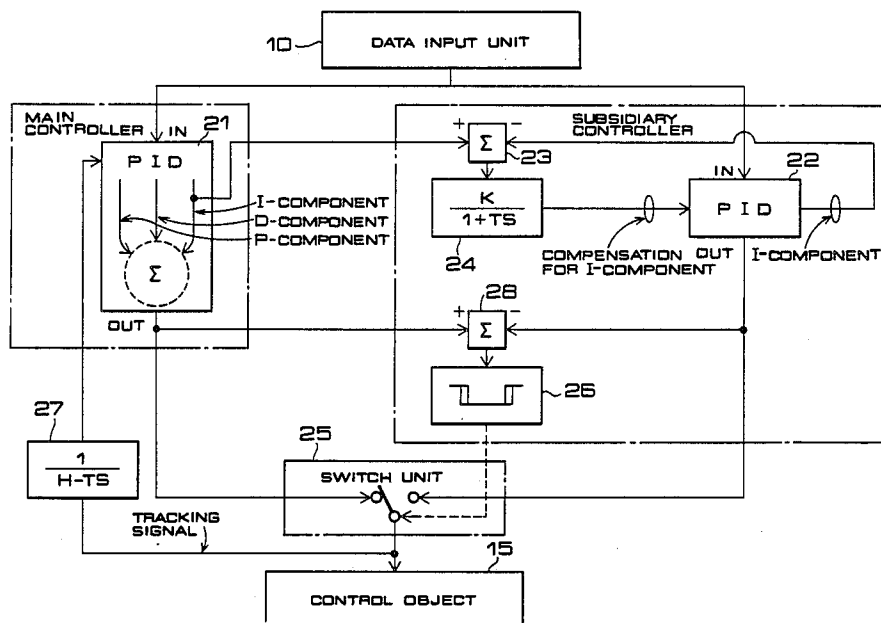 10
DATA INPUT UNIT
MAIN
CONTROLLER
IN
21
PID
I-COMPONENT
D-COMPONENT
P-COMPONENT
Σ
OUT
SUBSIDIARY
CONTROLLER
+
Σ
−
23
K
1+TS
24
COMPENSATION
FOR I-COMPONENT
IN
22
PID
OUT
I-COMPONENT
28
+
Σ
−
26
27
1
H-TS
25
SWITCH UNIT
TRACKING
SIGNAL
15
CONTROL OBJECT